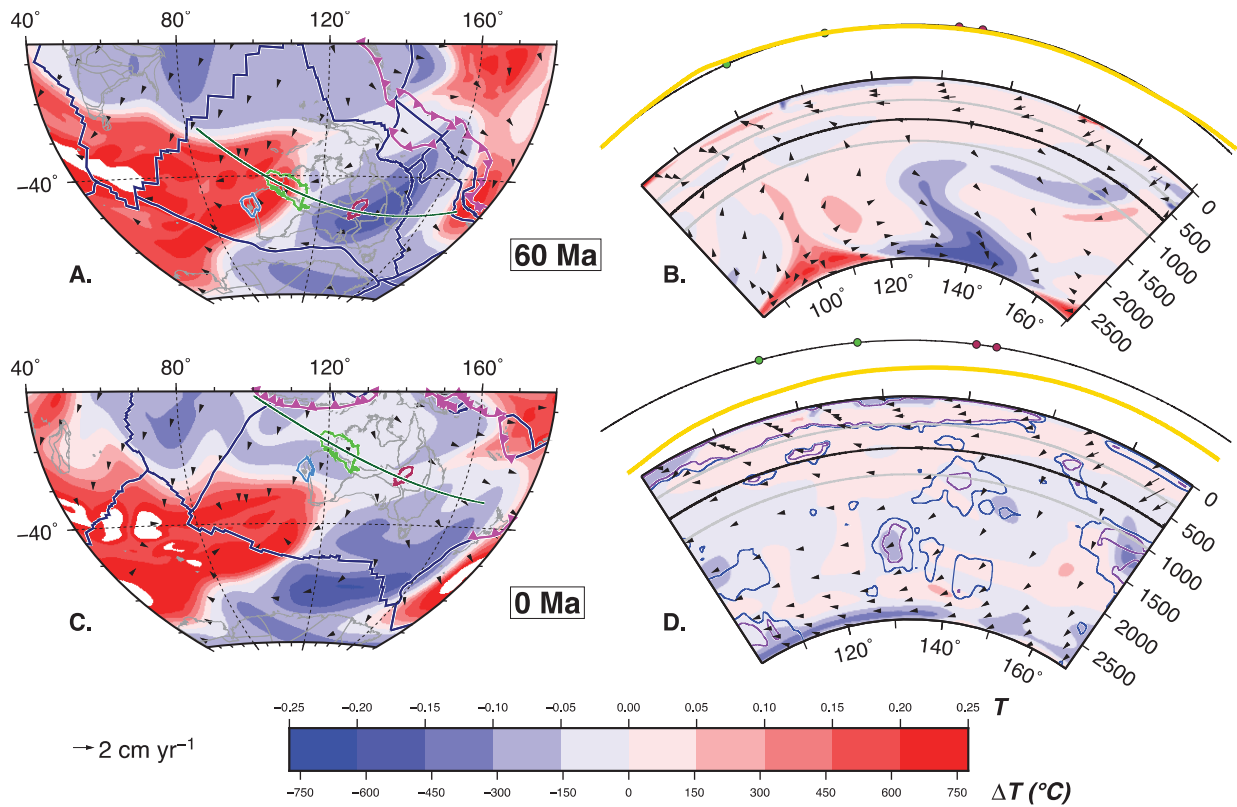 40° 80° 120° 160°
−40°
A.
60 Ma
B.
100° 120° 140° 160°
0
500
1000
1500
2000
2500
40° 80° 120° 160°
−40°
C.
0 Ma
D.
120° 140° 160°
0
500
1000
1500
2000
2500
−0.25 −0.20 −0.15 −0.10 −0.05 0.00 0.05 0.10 0.15 0.20 0.25 T
2 cm yr⁻¹
−750 −600 −450 −300 −150 0 150 300 450 600 750 ΔT (°C)